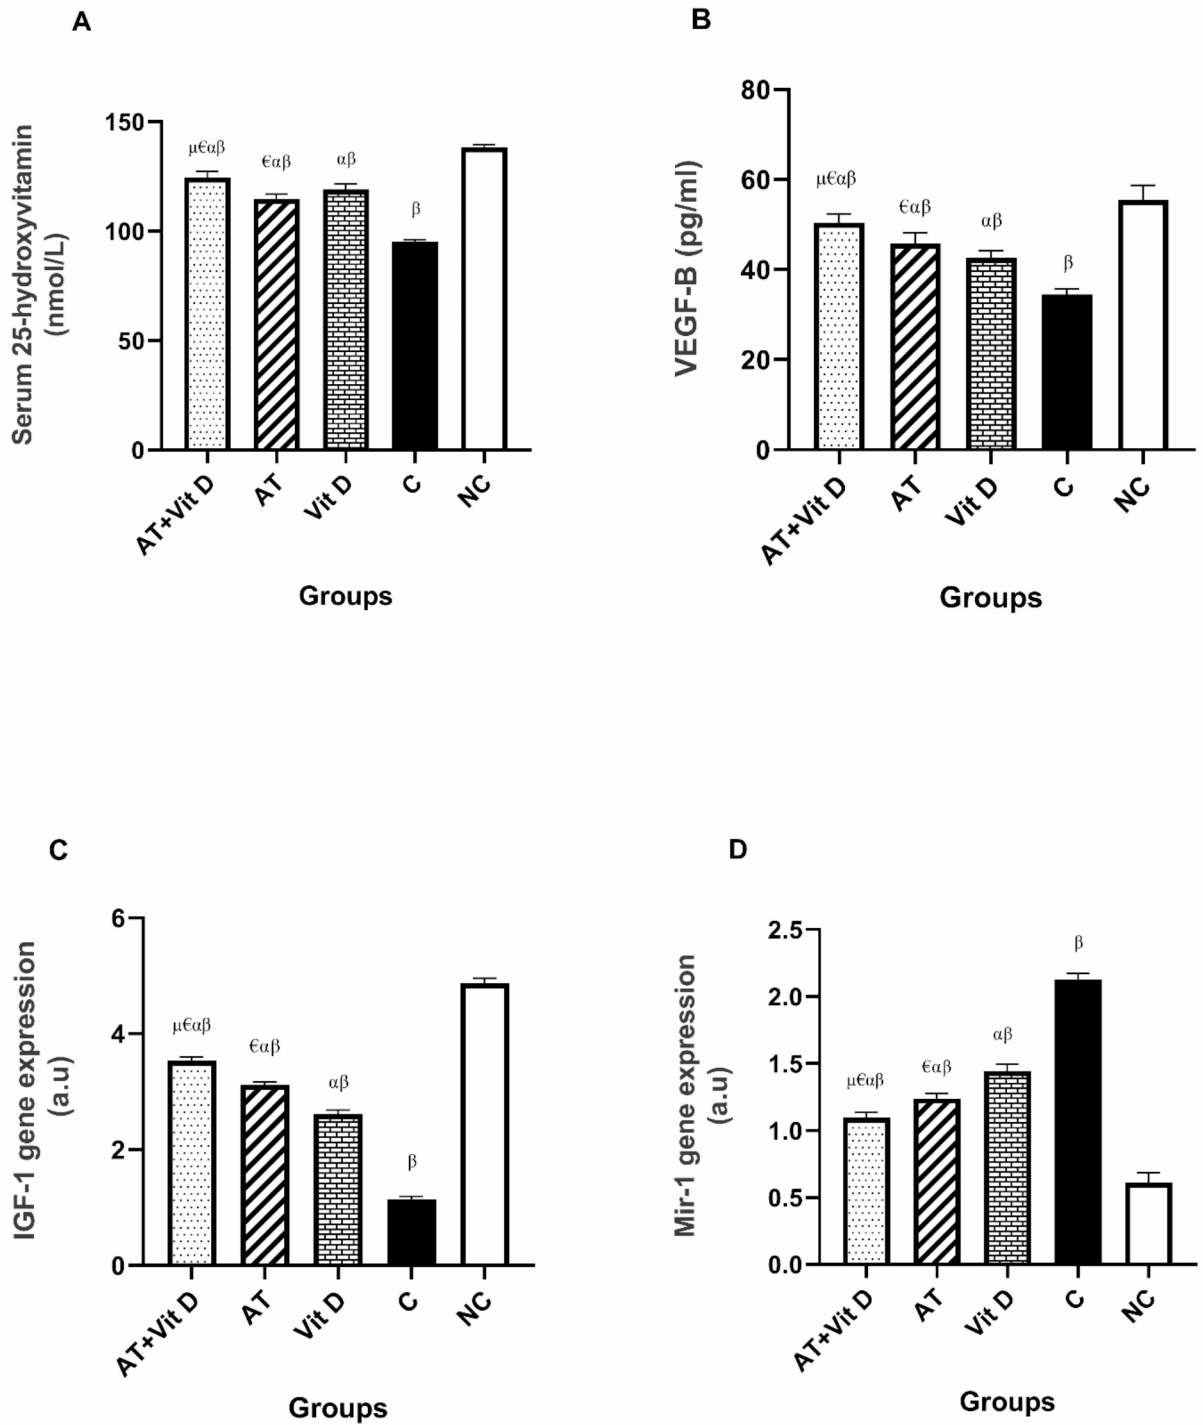 A
Serum 25-hydroxyvitamin
(nmol/L)
150
100
50
0
μ€αβ
€αβ
αβ
β
AT+Vit D
AT
Vit D
C
NC
Groups
B
VEGF-B (pg/ml)
80
60
40
20
0
μ€αβ
€αβ
αβ
β
AT+Vit D
AT
Vit D
C
NC
Groups
C
IGF-1 gene expression
(a.u)
6
4
2
0
μ€αβ
€αβ
αβ
β
AT+Vit D
AT
Vit D
C
NC
Groups
D
Mir-1 gene expression
(a.u)
2.5
2.0
1.5
1.0
0.5
0.0
μ€αβ
€αβ
αβ
β
AT+Vit D
AT
Vit D
C
NC
Groups